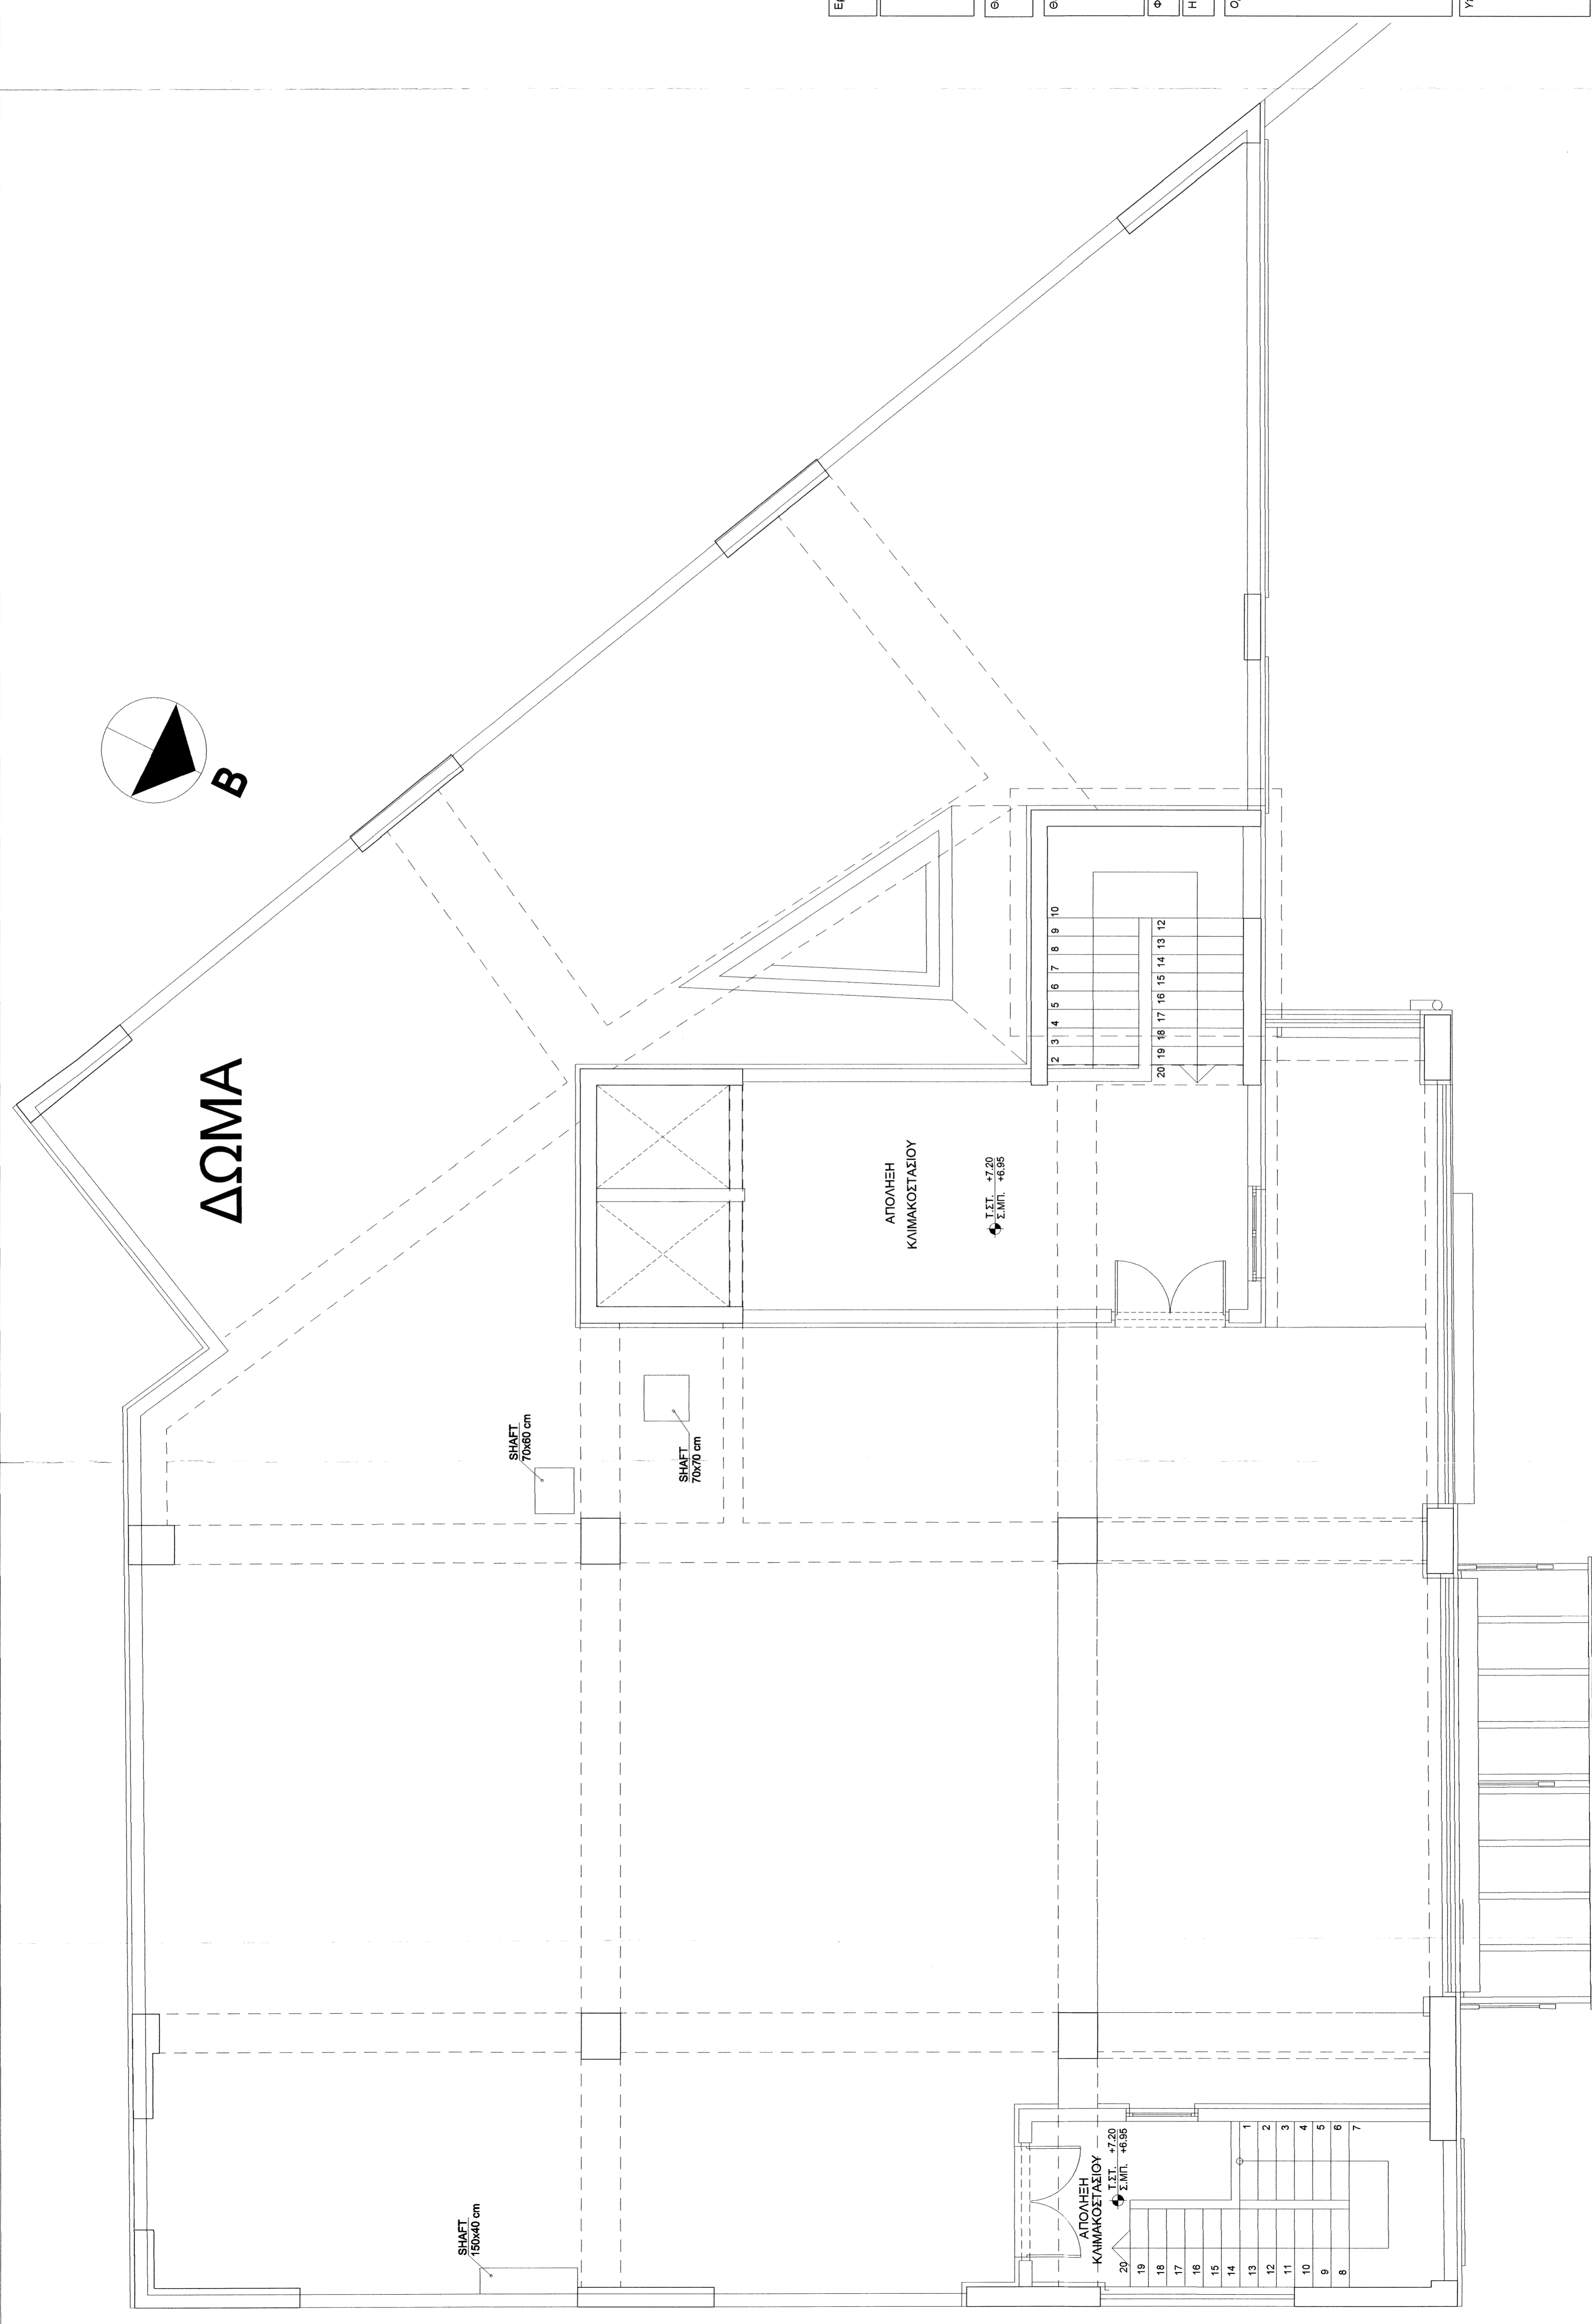 ΔΩΜΑ
Β
SHAFT
70x60 cm
SHAFT
70x70 cm
SHAFT
150x40 cm
ΑΠΟΛΗΞΗ
ΚΛΙΜΑΚΟΣΤΑΣΙΟΥ
Τ.ΣΤ. +7.20
Σ.ΜΠ. +6.95
2 3 4 5 6 7 8 9 10
20 19 18 17 16 15 14 13 12
ΑΠΟΛΗΞΗ
ΚΛΙΜΑΚΟΣΤΑΣΙΟΥ
Τ.ΣΤ. +7.20
Σ.ΜΠ. +6.95
20
19
18
17
16
15
14
13
12
11
10
9
8
1
2
3
4
5
6
7